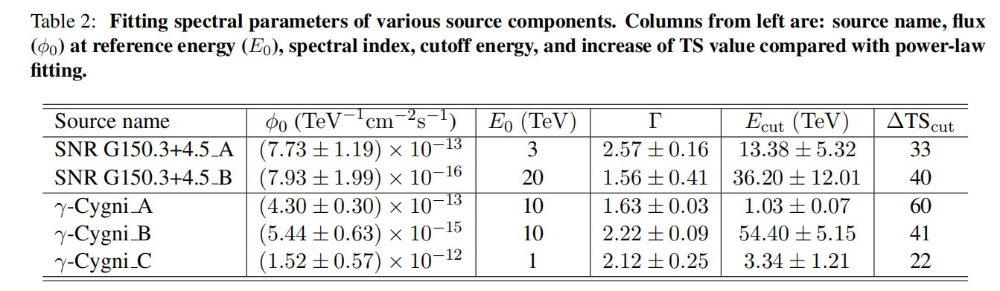 Table 2: Fitting spectral parameters of various source components. Columns from left are: source name, flux
(ϕ₀) at reference energy (E₀), spectral index, cutoff energy, and increase of TS value compared with power-law
fitting.
Source name ϕ₀ (TeV⁻¹cm⁻²s⁻¹) E₀ (TeV) Γ E_cut (TeV) ΔTS_cut
SNR G150.3+4.5_A (7.73 ± 1.19) × 10⁻¹³ 3 2.57 ± 0.16 13.38 ± 5.32 33
SNR G150.3+4.5_B (7.93 ± 1.99) × 10⁻¹⁶ 20 1.56 ± 0.41 36.20 ± 12.01 40
γ-Cygni_A (4.30 ± 0.30) × 10⁻¹³ 10 1.63 ± 0.03 1.03 ± 0.07 60
γ-Cygni_B (5.44 ± 0.63) × 10⁻¹⁵ 10 2.22 ± 0.09 54.40 ± 5.15 41
γ-Cygni_C (1.52 ± 0.57) × 10⁻¹² 1 2.12 ± 0.25 3.34 ± 1.21 22